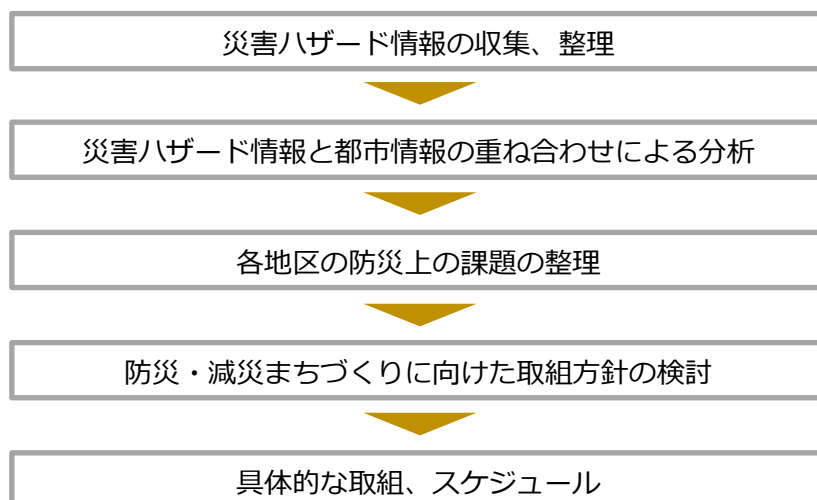 災害ハザード情報の収集、整理
災害ハザード情報と都市情報の重ね合わせによる分析
各地区の防災上の課題の整理
防災・減災まちづくりに向けた取組方針の検討
具体的な取組、スケジュール